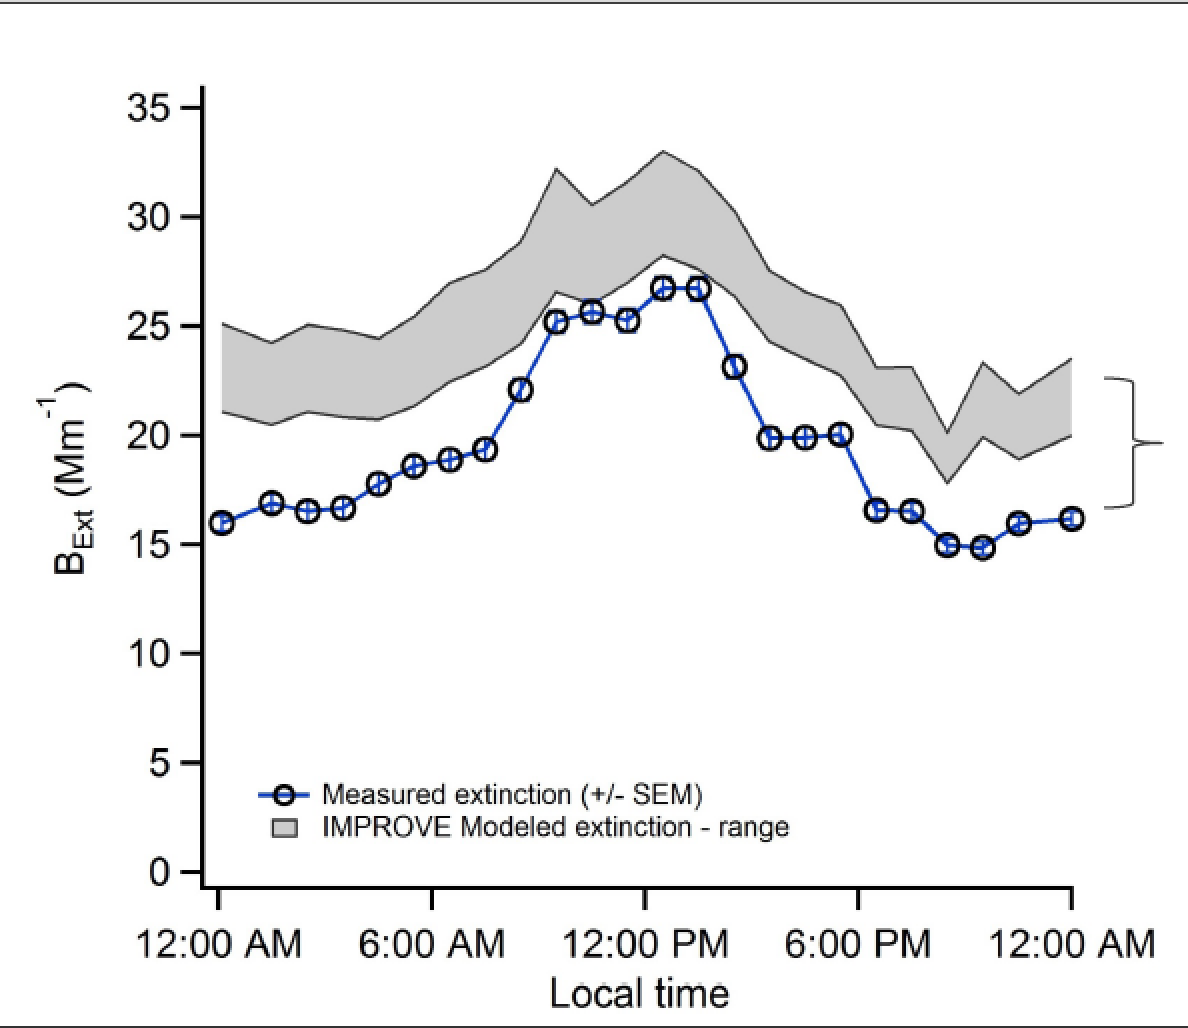 35
30
25
20
15
10
5
0
B_Ext (Mm^-1)
Measured extinction (+/- SEM)
IMPROVE Modeled extinction - range
12:00 AM 6:00 AM 12:00 PM 6:00 PM 12:00 AM
Local time